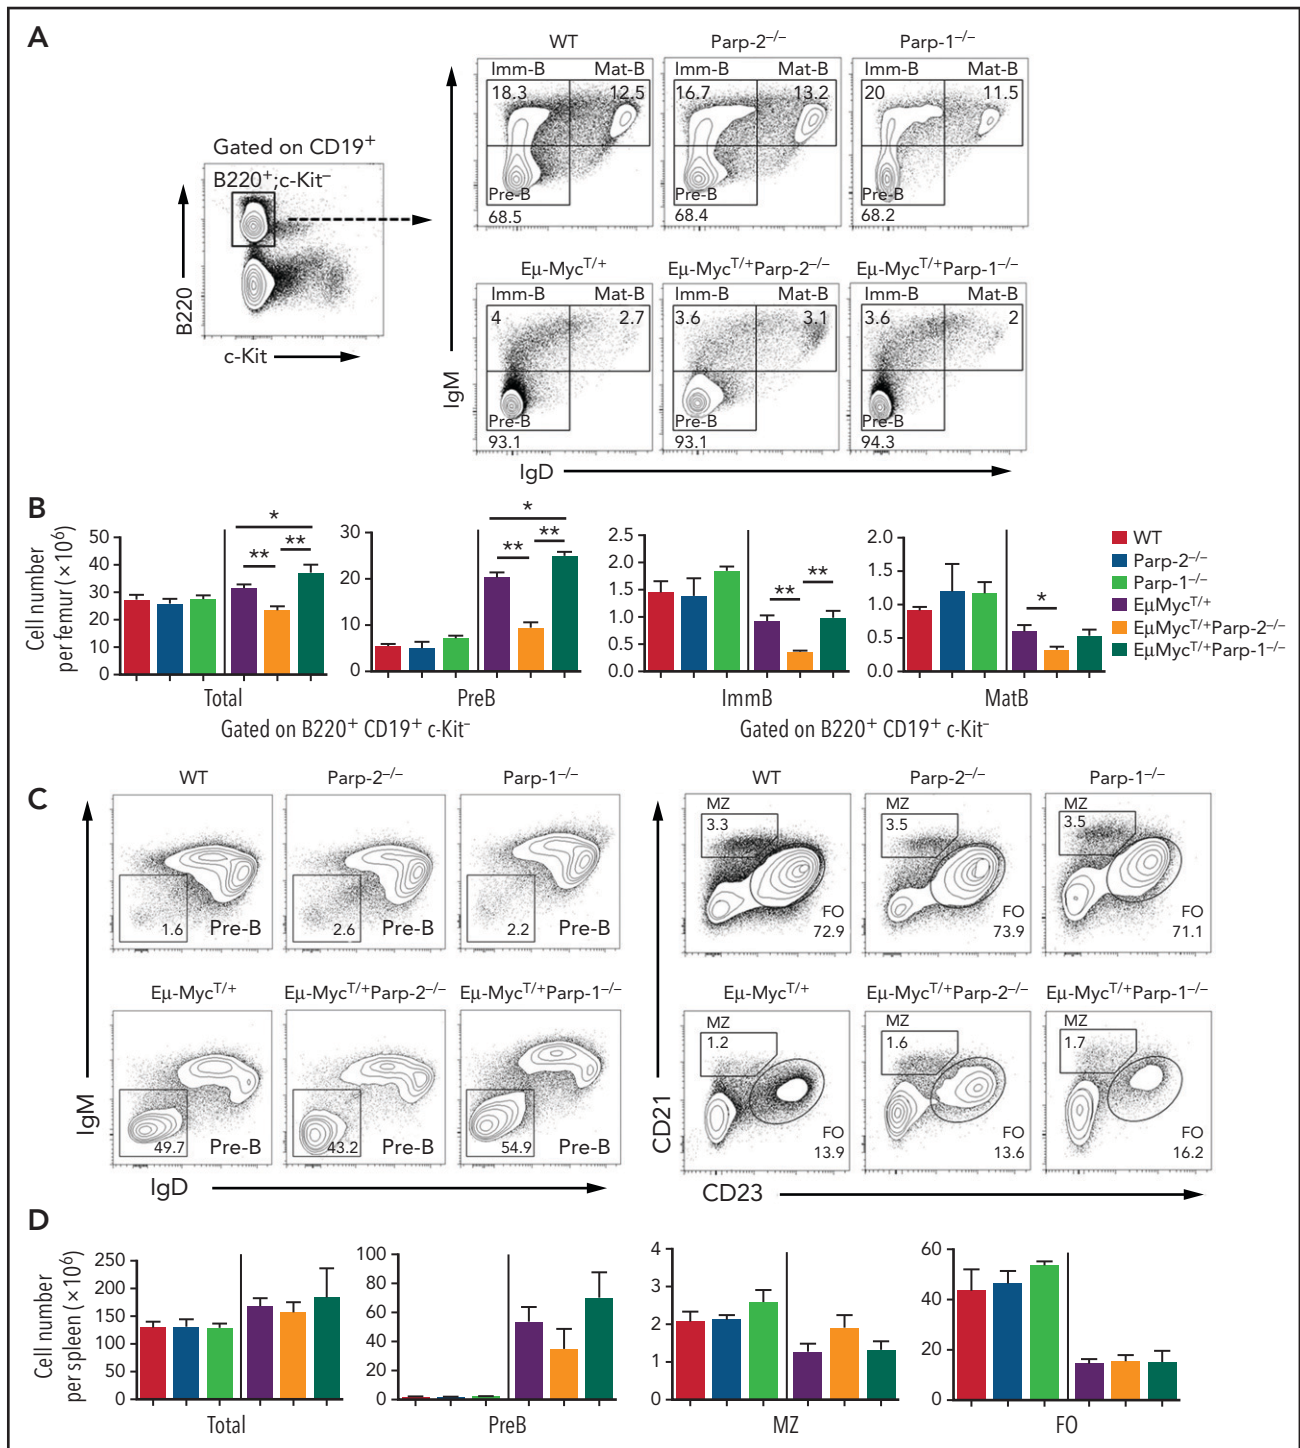 A
WT Parp-2−/− Parp-1−/−
Gated on CD19+
B220+;c-Kit−
B220
c-Kit
Imm-B Mat-B
18.3 12.5
Pre-B
68.5
Imm-B Mat-B
16.7 13.2
Pre-B
68.4
Imm-B Mat-B
20 11.5
Pre-B
68.2
Eμ-MycT/+ Eμ-MycT/+Parp-2−/− Eμ-MycT/+Parp-1−/−
Imm-B Mat-B
4 2.7
Pre-B
93.1
Imm-B Mat-B
3.6 3.1
Pre-B
93.1
Imm-B Mat-B
3.6 2
Pre-B
94.3
IgM
IgD
B
Cell number
per femur (×10⁶)
50
40
30
20
10
0
* ** **
Total
30
20
10
0
* ** **
PreB
2.5
2.0
1.5
1.0
0.5
0.0
** **
ImmB
2.0
1.5
1.0
0.5
0.0
*
MatB
WT
Parp-2−/−
Parp-1−/−
EμMycT/+
EμMycT/+Parp-2−/−
EμMycT/+Parp-1−/−
Gated on B220+ CD19+ c-Kit− Gated on B220+ CD19+ c-Kit−
C
WT Parp-2−/− Parp-1−/−
1.6 Pre-B
2.6 Pre-B
2.2 Pre-B
Eμ-MycT/+ Eμ-MycT/+Parp-2−/− Eμ-MycT/+Parp-1−/−
49.7 Pre-B
43.2 Pre-B
54.9 Pre-B
IgM
IgD
WT Parp-2−/− Parp-1−/−
MZ
3.3
FO
72.9
MZ
3.5
FO
73.9
MZ
3.5
FO
71.1
Eμ-MycT/+ Eμ-MycT/+Parp-2−/− Eμ-MycT/+Parp-1−/−
MZ
1.2
FO
13.9
MZ
1.6
FO
13.6
MZ
1.7
FO
16.2
CD21
CD23
D
Cell number
per spleen (×10⁶)
250
200
150
100
50
0
Total
100
80
60
40
20
0
PreB
4
3
2
1
0
MZ
60
40
20
0
FO